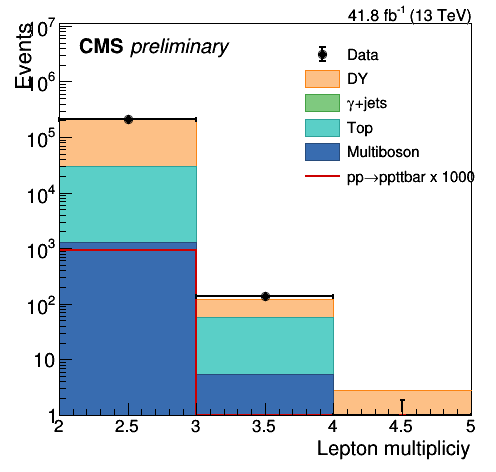 41.8 fb⁻¹ (13 TeV)
Events
CMS preliminary
Data
DY
γ+jets
Top
Multiboson
pp→ppttbar x 1000
10⁷
10⁶
10⁵
10⁴
10³
10²
10
1
2 2.5 3 3.5 4 4.5 5
Lepton multipliciy